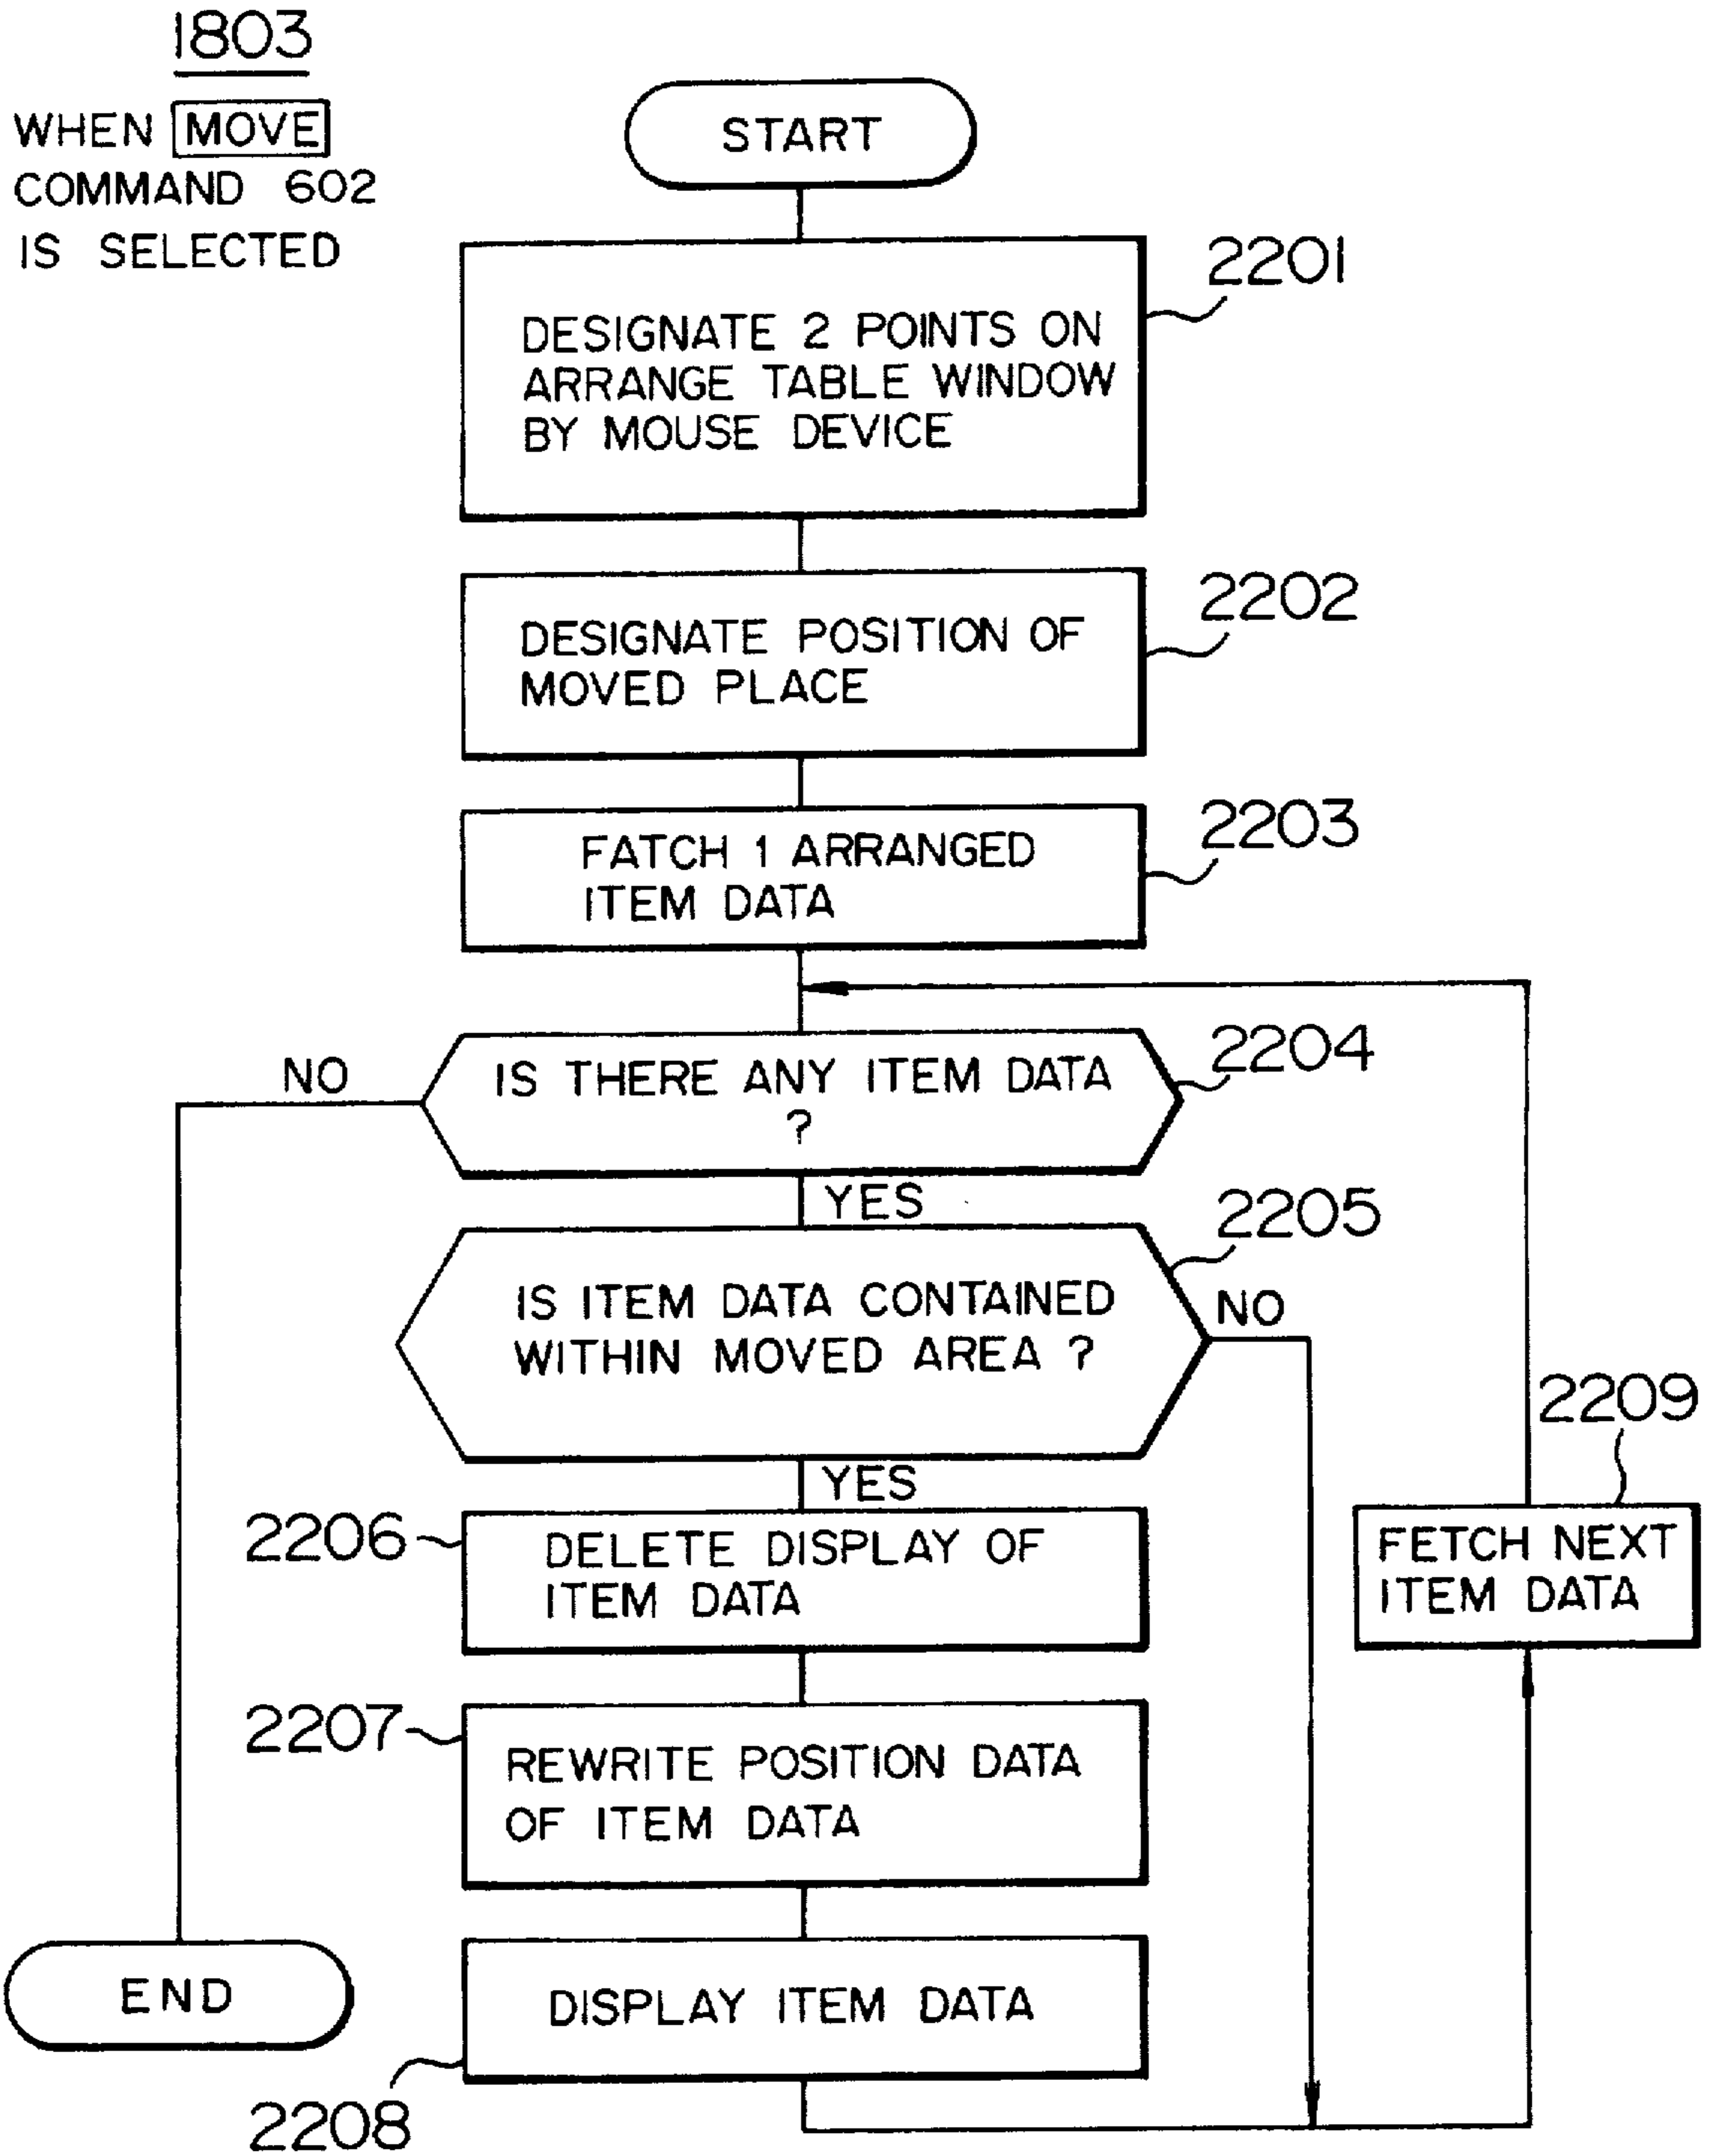 1803
WHEN MOVE
COMMAND 602
IS SELECTED
START
2201
DESIGNATE 2 POINTS ON
ARRANGE TABLE WINDOW
BY MOUSE DEVICE
2202
DESIGNATE POSITION OF
MOVED PLACE
2203
FATCH 1 ARRANGED
ITEM DATA
2204
NO
IS THERE ANY ITEM DATA
?
YES
2205
IS ITEM DATA CONTAINED
WITHIN MOVED AREA ?
NO
YES
2206
DELETE DISPLAY OF
ITEM DATA
2209
FETCH NEXT
ITEM DATA
2207
REWRITE POSITION DATA
OF ITEM DATA
END
DISPLAY ITEM DATA
2208